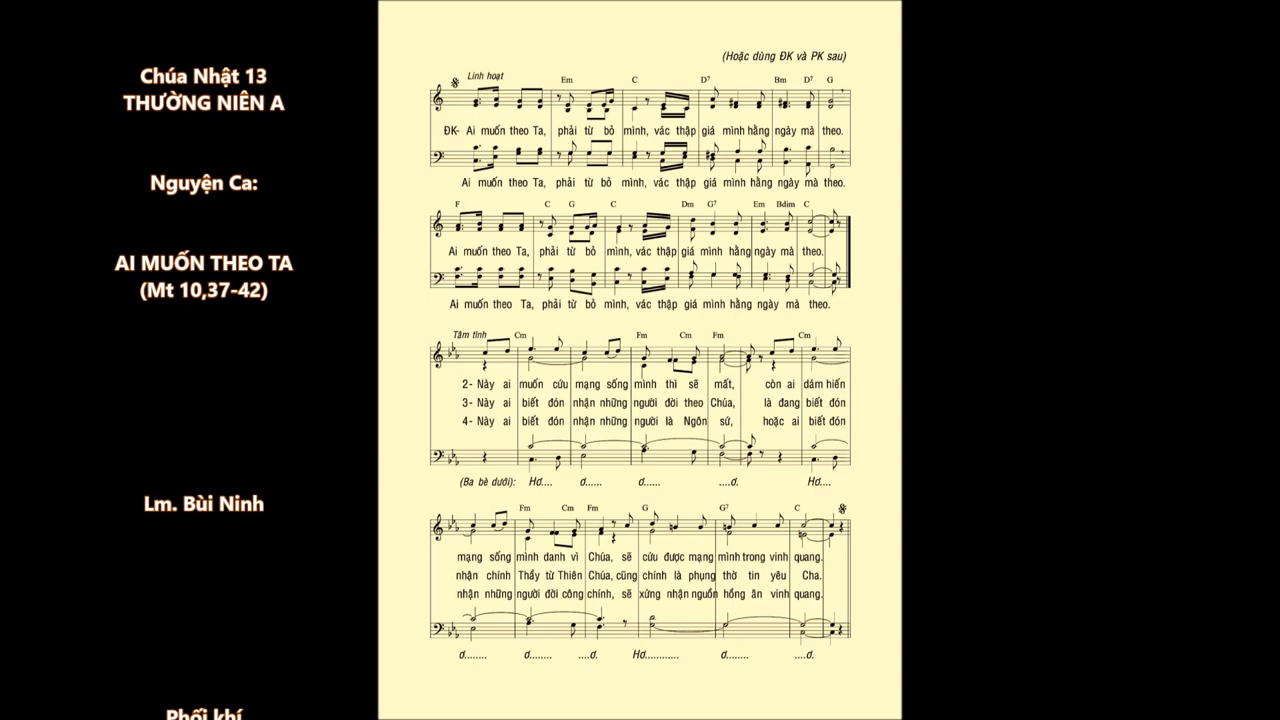 Chúa Nhật 13
THƯỜNG NIÊN A
Nguyện Ca:
AI MUỐN THEO TA
(Mt 10,37-42)
Lm. Bùi Ninh
Phối khí
(Hoặc dùng ĐK và PK sau)
Linh hoạt
Em C D7 Bm D7 G
ĐK- Ai muốn theo Ta, phải từ bỏ mình, vác thập giá mình hằng ngày mà theo.
Ai muốn theo Ta, phải từ bỏ mình, vác thập giá mình hằng ngày mà theo.
F C G C Dm G7 Em Bdim C
Ai muốn theo Ta, phải từ bỏ mình, vác thập giá mình hằng ngày mà theo.
Ai muốn theo Ta, phải từ bỏ mình, vác thập giá mình hằng ngày mà theo.
Tâm tình Cm Fm Cm Fm Cm
2- Này ai muốn cứu mạng sống mình thì sẽ mất, còn ai dám hiến
3- Này ai biết đón nhận những người đời theo Chúa, là đang biết đón
4- Này ai biết đón nhận những người là Ngôn sứ, hoặc ai biết đón
(Ba bè dưới): Hơ.... ơ...... ơ...... ....ơ. Hơ....
Fm Cm Fm G G7 C
mạng sống mình danh vì Chúa, sẽ cứu được mạng mình trong vinh quang.
nhận chính Thầy từ Thiên Chúa, cũng chính là phụng thờ tin yêu Cha.
nhận những người đời công chính, sẽ xứng nhận nguồn hồng ân vinh quang.
ơ........ ơ........ ....ơ. Hơ............ ơ........ ....ơ.